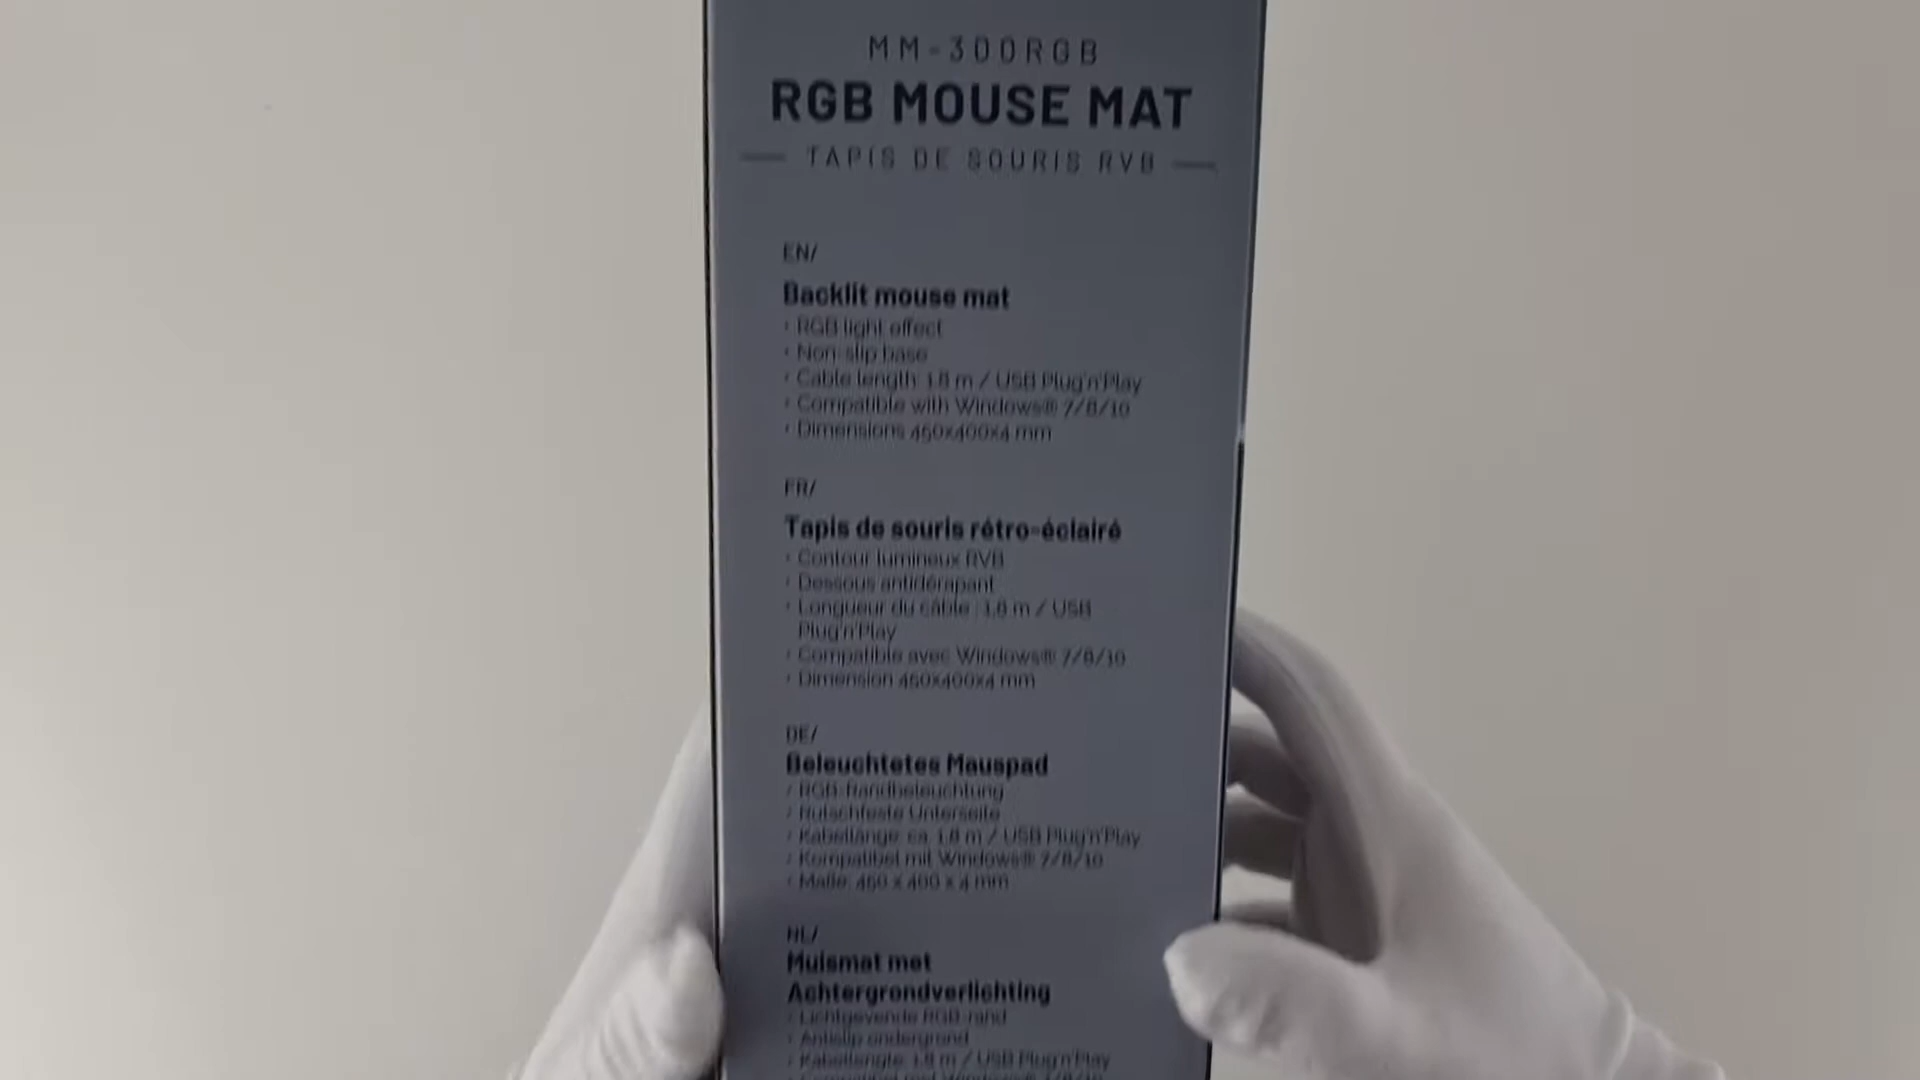 MM-300RGB
RGB MOUSE MAT
TAPIS DE SOURIS RVB
EN/
Backlit mouse mat
• RGB light effect
• Non-slip base
• Cable length: 1.8 m / USB Plug'n'Play
• Compatible with Windows® 7/8/10
• Dimensions 450x400x4 mm
FR/
Tapis de souris rétro-éclairé
• Contour lumineux RVB
• Dessous antidérapant
• Longueur du câble : 1,8 m / USB
Plug'n'Play
• Compatible avec Windows® 7/8/10
• Dimension 450x400x4 mm
DE/
Beleuchtetes Mauspad
/ RGB-Randbeleuchtung
/ Rutschfeste Unterseite
/ Kabellänge: ca. 1,8 m / USB Plug'n'Play
/ Kompatibel mit Windows® 7/8/10
/ Maße: 450 x 400 x 4 mm
NL/
Muismat met
Achtergrondverlichting
/ Lichtgevende RGB-rand
/ Antislip ondergrond
/ Kabellengte: 1,8 m / USB Plug'n'Play